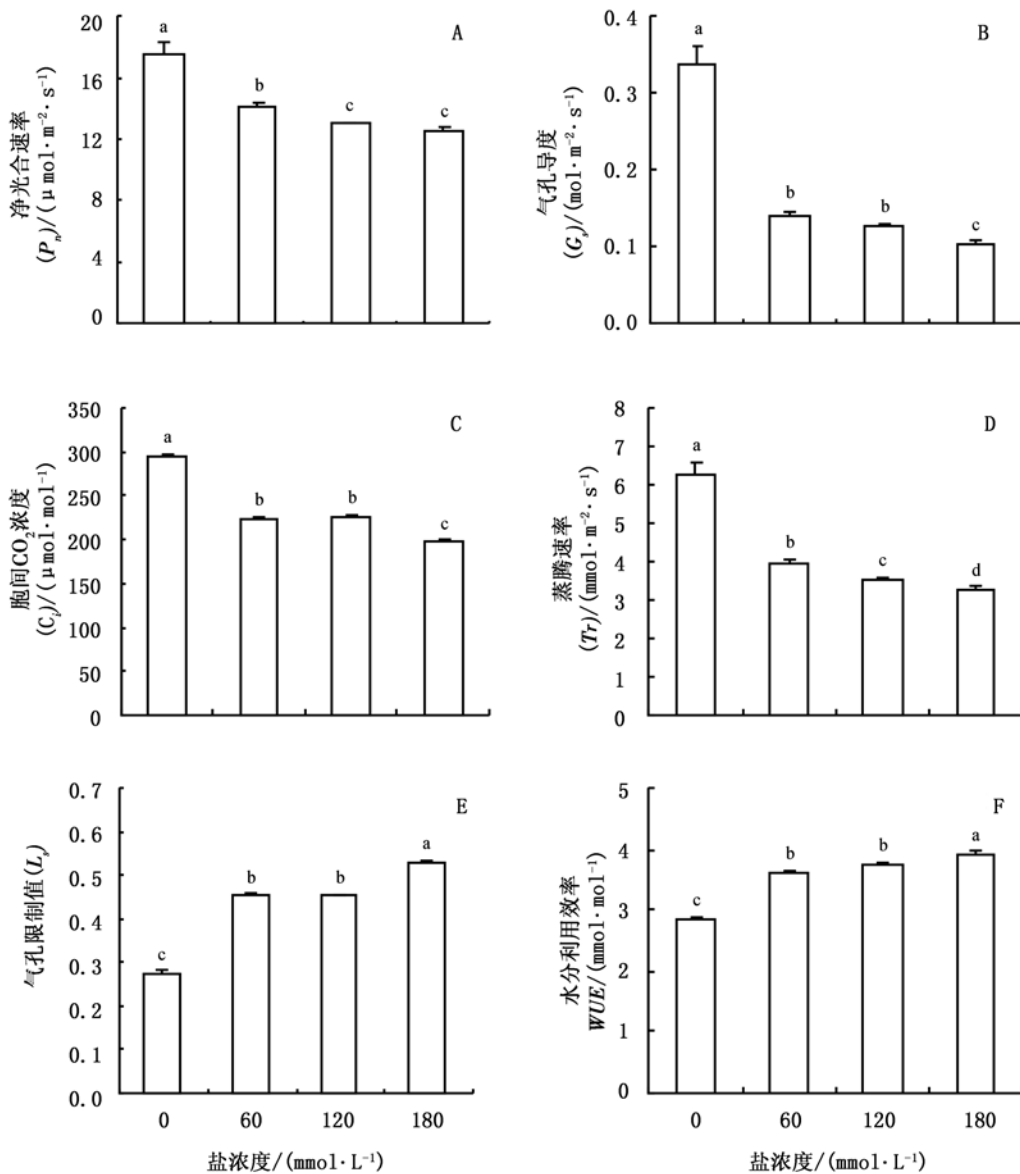 20
16
12
8
4
0
净光合速率
(Pn)/(μmol·m⁻²·s⁻¹)
A
a
b
c
c
0.4
0.3
0.2
0.1
0.0
气孔导度
(Gs)/(mol·m⁻²·s⁻¹)
B
a
b
b
c
350
300
250
200
150
100
50
0
胞间CO₂浓度
(Ci)/(μmol·mol⁻¹)
C
a
b
b
c
8
7
6
5
4
3
2
1
0
蒸腾速率
(Tr)/(mmol·m⁻²·s⁻¹)
D
a
b
c
d
0.7
0.6
0.5
0.4
0.3
0.2
0.1
0.0
气孔限制值(Ls)
E
c
b
b
a
0 60 120 180
盐浓度/(mmol·L⁻¹)
5
4
3
2
1
0
水分利用效率
WUE/(mmol·mol⁻¹)
F
c
b
b
a
0 60 120 180
盐浓度/(mmol·L⁻¹)